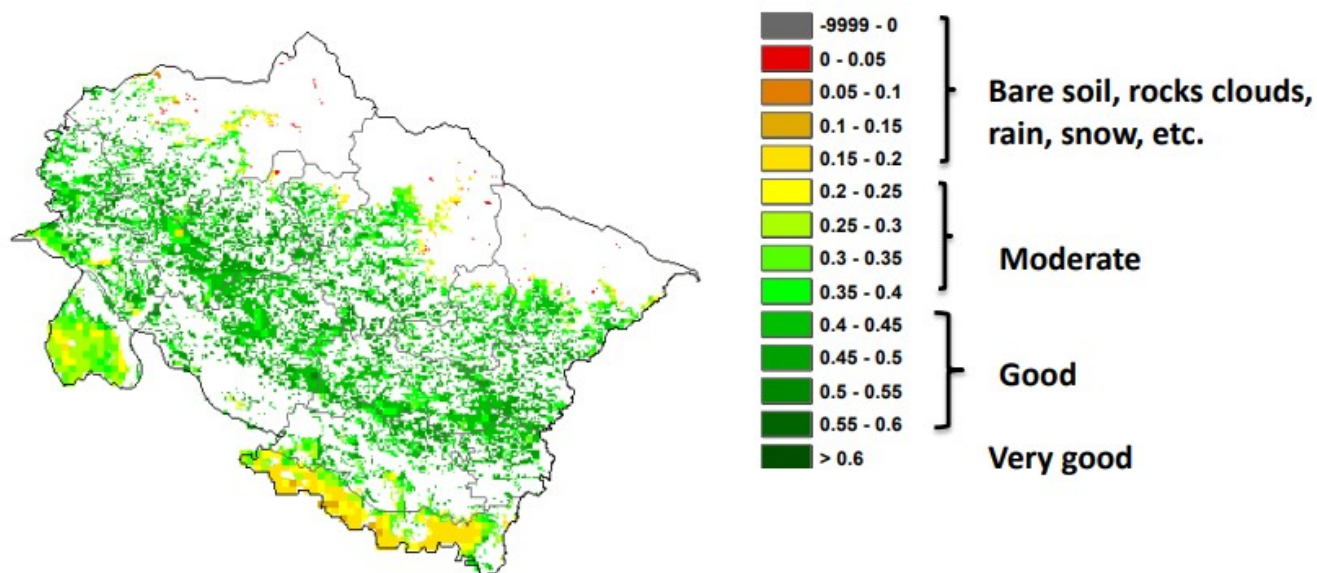 -9999 - 0
0 - 0.05
0.05 - 0.1
0.1 - 0.15
0.15 - 0.2
0.2 - 0.25
0.25 - 0.3
0.3 - 0.35
0.35 - 0.4
0.4 - 0.45
0.45 - 0.5
0.5 - 0.55
0.55 - 0.6
> 0.6
Bare soil, rocks clouds,
rain, snow, etc.
Moderate
Good
Very good